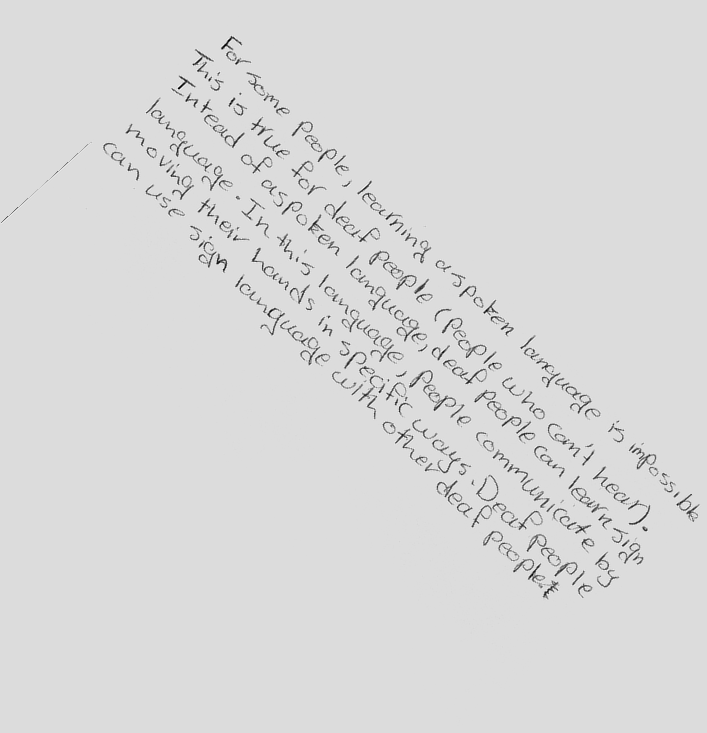 For some people, learning a spoken language is impossible
This is true for deaf people (people who can't hear).
Intead of a spoken language, deaf people can learn sign
language. In this language, people communicate by
moving their hands in specific ways. Deaf people
can use sign language with other deaf people.